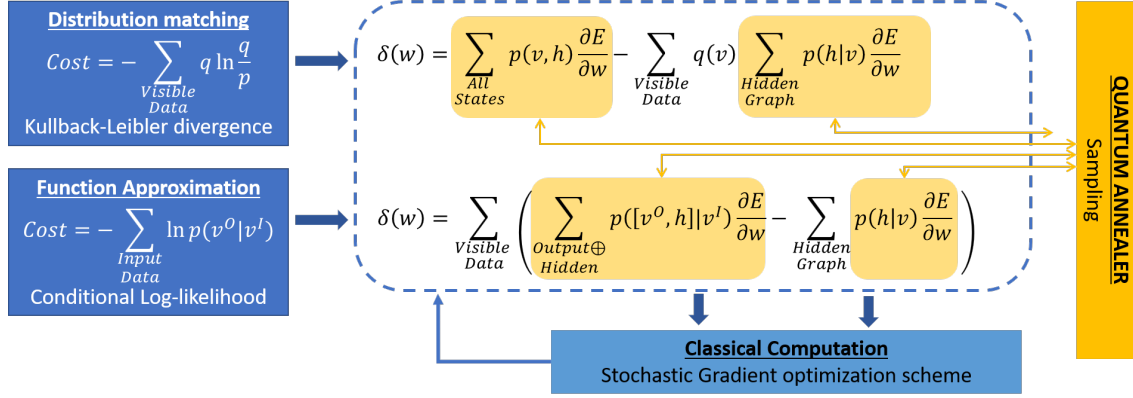 Distribution matching
Cost = − ∑_{Visible Data} q ln q/p
Kullback-Leibler divergence
Function Approximation
Cost = − ∑_{Input Data} ln p(v^O|v^I)
Conditional Log-likelihood
δ(w) = ∑_{All States} p(v, h) ∂E/∂w − ∑_{Visible Data} q(v) ∑_{Hidden Graph} p(h|v) ∂E/∂w
δ(w) = ∑_{Visible Data} ( ∑_{Output⊕ Hidden} p([v^O, h]|v^I) ∂E/∂w − ∑_{Hidden Graph} p(h|v) ∂E/∂w )
QUANTUM ANNEALER
Sampling
Classical Computation
Stochastic Gradient optimization scheme